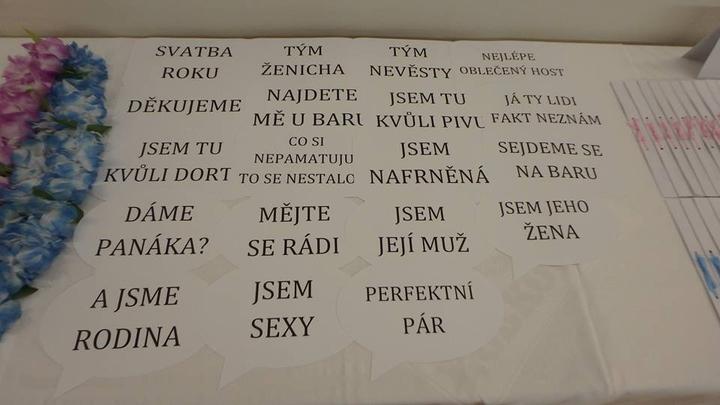 SVATBA
ROKU
TÝM
ŽENICHA
TÝM
NEVĚSTY
NEJLÉPE
OBLEČENÝ HOST
DĚKUJEME
NAJDETE
MĚ U BARU
JSEM TU
KVŮLI PIVU
JÁ TY LIDI
FAKT NEZNÁM
JSEM TU
KVŮLI DORT
CO SI
NEPAMATUJU
TO SE NESTALO
JSEM
NAFRNĚNÁ
SEJDEME SE
NA BARU
DÁME
PANÁKA?
MĚJTE
SE RÁDI
JSEM
JEJÍ MUŽ
JSEM JEHO
ŽENA
A JSME
RODINA
JSEM
SEXY
PERFEKTNÍ
PÁR